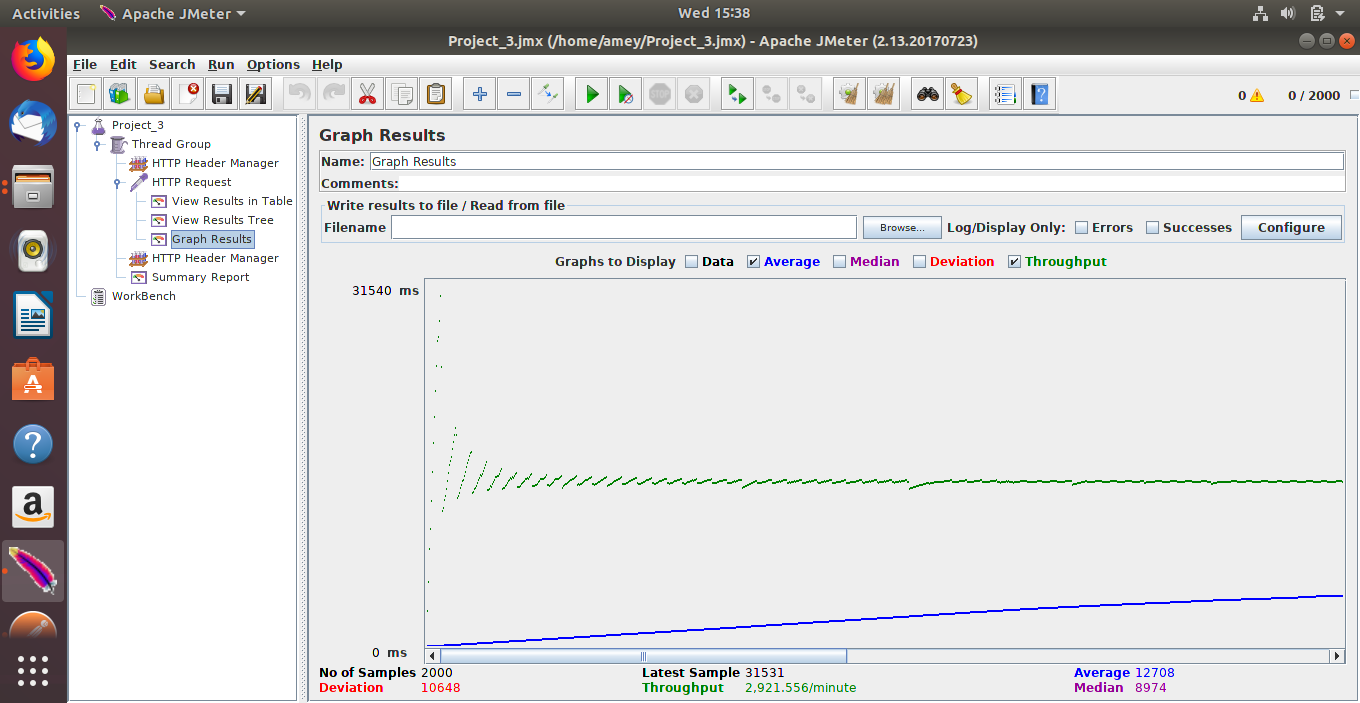 Activities Apache JMeter Wed 15:38
Project_3.jmx (/home/amey/Project_3.jmx) - Apache JMeter (2.13.20170723)
File Edit Search Run Options Help
STOP
0 0 / 2000
Project_3
Thread Group
HTTP Header Manager
HTTP Request
View Results in Table
View Results Tree
Graph Results
HTTP Header Manager
Summary Report
WorkBench
Graph Results
Name: Graph Results
Comments:
Write results to file / Read from file
Filename Browse... Log/Display Only: Errors Successes Configure
Graphs to Display Data Average Median Deviation Throughput
31540 ms
0 ms
No of Samples 2000 Latest Sample 31531 Average 12708
Deviation 10648 Throughput 2,921.556/minute Median 8974